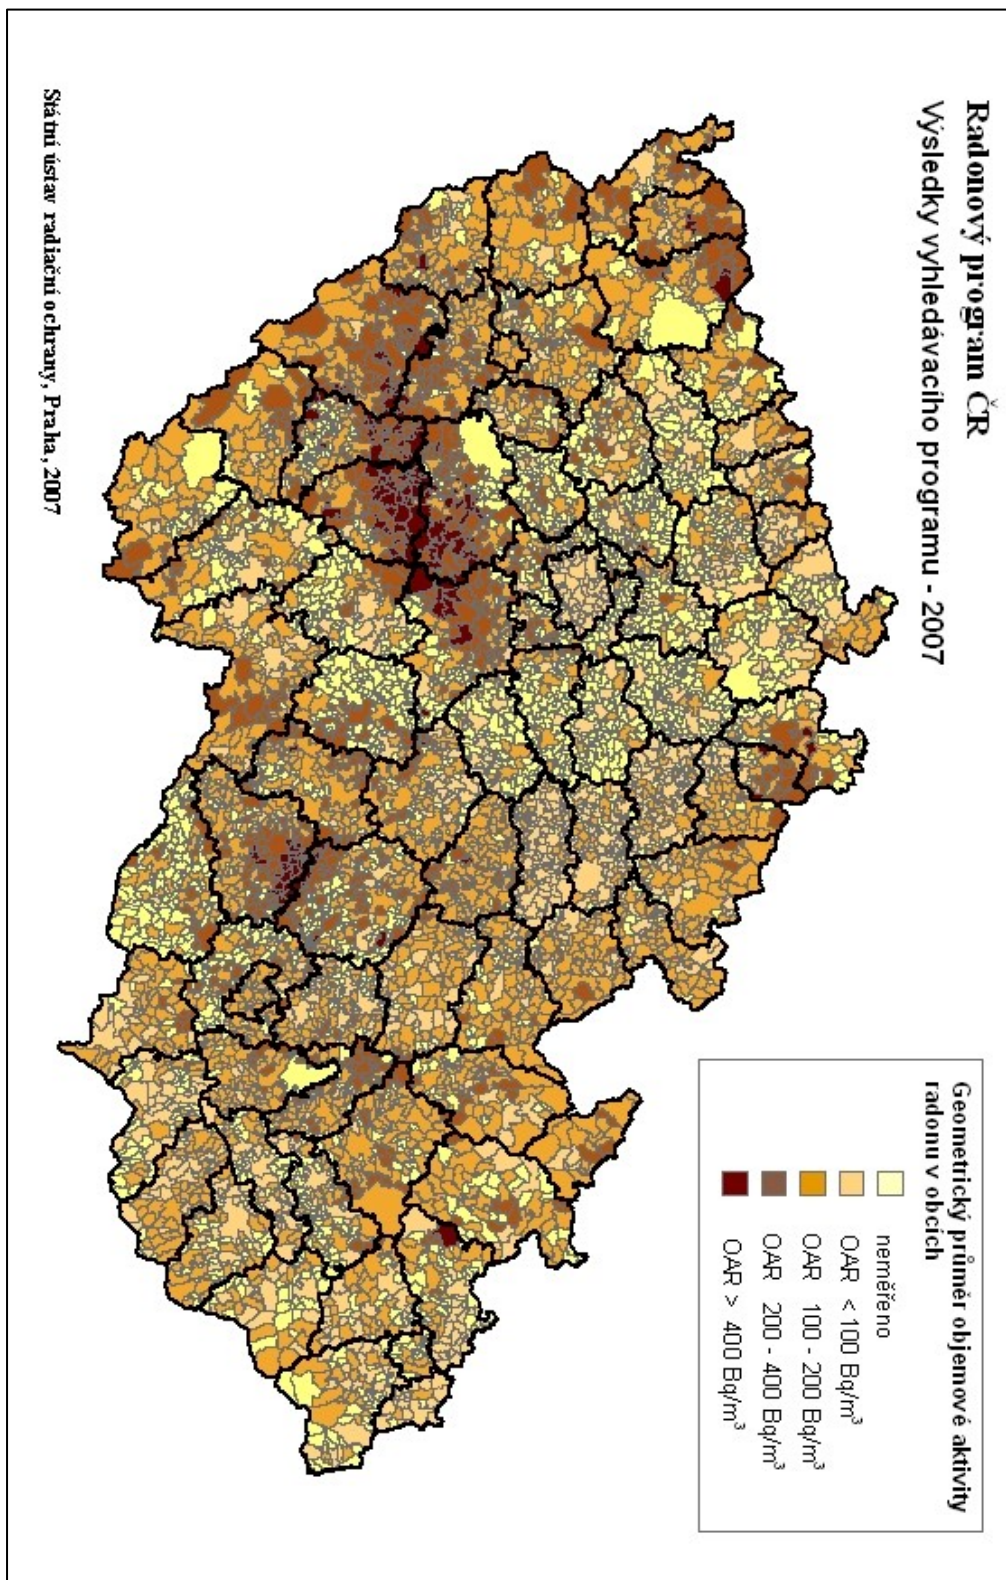 Radonový program ČR
Výsledky vyhledávacího programu - 2007
Geometrický průměr objemové aktivity
radonu v obcích
neměřeno
OAR < 100 Bq/m³
OAR 100 - 200 Bq/m³
OAR 200 - 400 Bq/m³
OAR > 400 Bq/m³
Státní ústav radiační ochrany, Praha, 2007